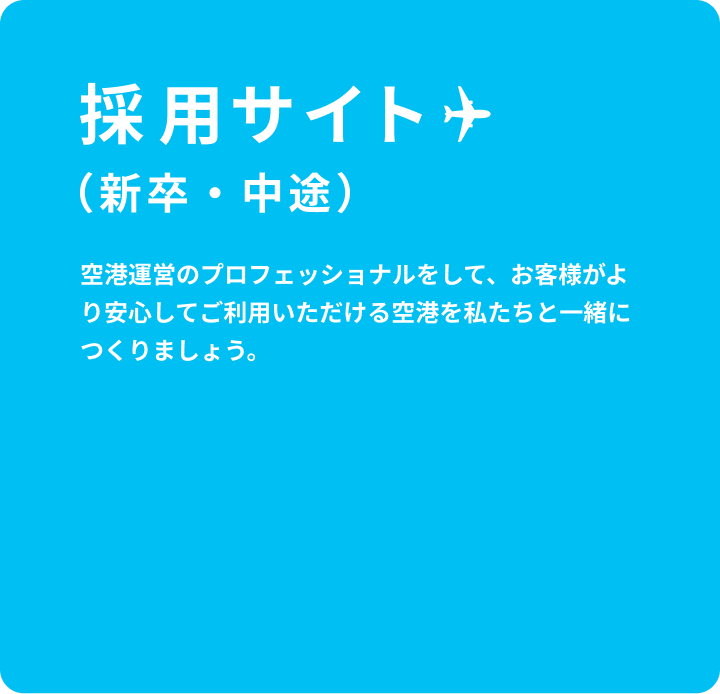 採用サイト
（新卒・中途）
空港運営のプロフェッショナルをして、お客様がよ
り安心してご利用いただける空港を私たちと一緒に
つくりましょう。